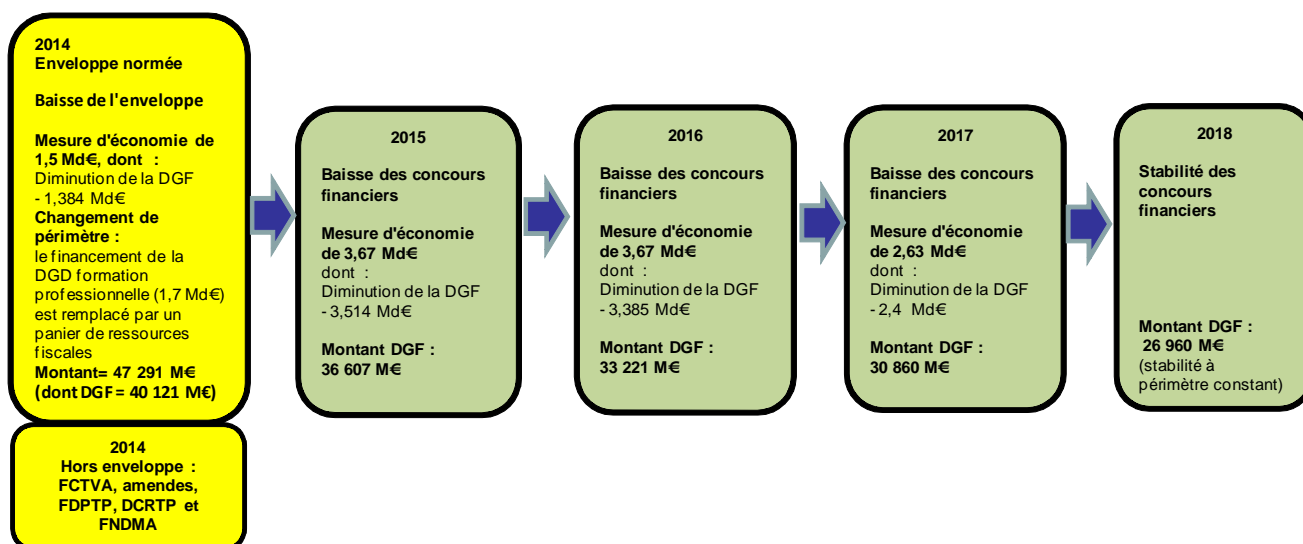 2014
Enveloppe normée
Baisse de l'enveloppe
Mesure d'économie de
1,5 Md€, dont :
Diminution de la DGF
- 1,384 Md€
Changement de
périmètre :
le financement de la
DGD formation
professionnelle (1,7 Md€)
est remplacé par un
panier de ressources
fiscales
Montant= 47 291 M€
(dont DGF= 40 121 M€)
2014
Hors enveloppe :
FCTVA, amendes,
FDPTP, DCRTP et
FNDMA
2015
Baisse des concours
financiers
Mesure d'économie
de 3,67 Md€
dont :
Diminution de la DGF
- 3,514 Md€
Montant DGF :
36 607 M€
2016
Baisse des concours
financiers
Mesure d'économie
de 3,67 Md€
dont :
Diminution de la DGF
- 3,385 Md€
Montant DGF :
33 221 M€
2017
Baisse des concours
financiers
Mesure d'économie
de 2,63 Md€
dont :
Diminution de la DGF
- 2,4 Md€
Montant DGF :
30 860 M€
2018
Stabilité des
concours
financiers
Montant DGF :
26 960 M€
(stabilité à
périmètre constant)